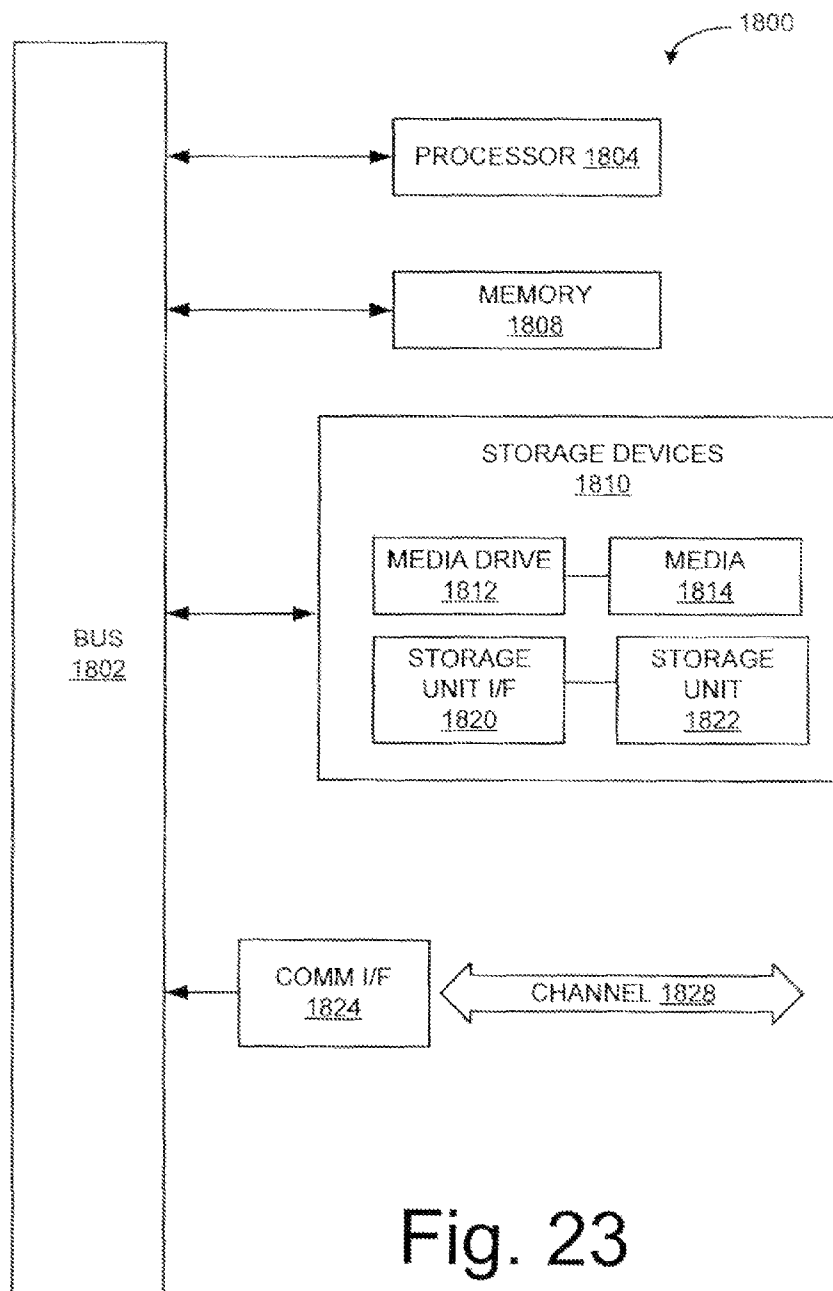 1800
PROCESSOR 1804
MEMORY
1808
STORAGE DEVICES
1810
MEDIA DRIVE
1812
MEDIA
1814
BUS
1802
STORAGE
UNIT I/F
1820
STORAGE
UNIT
1822
COMM I/F
1824
CHANNEL 1828
Fig. 23